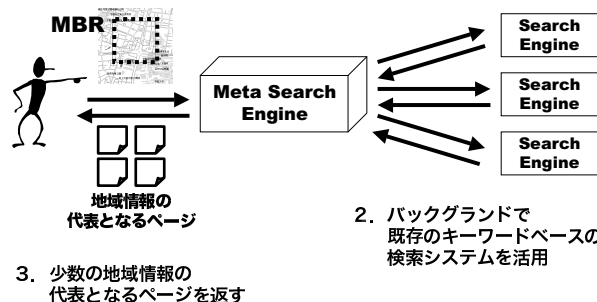 MBR
Search
Engine
Meta Search
Engine
Search
Engine
Search
Engine
地域情報の
代表となるページ
2. バックグランドで
既存のキーワードベースの
検索システムを活用
3. 少数の地域情報の
代表となるページを返す